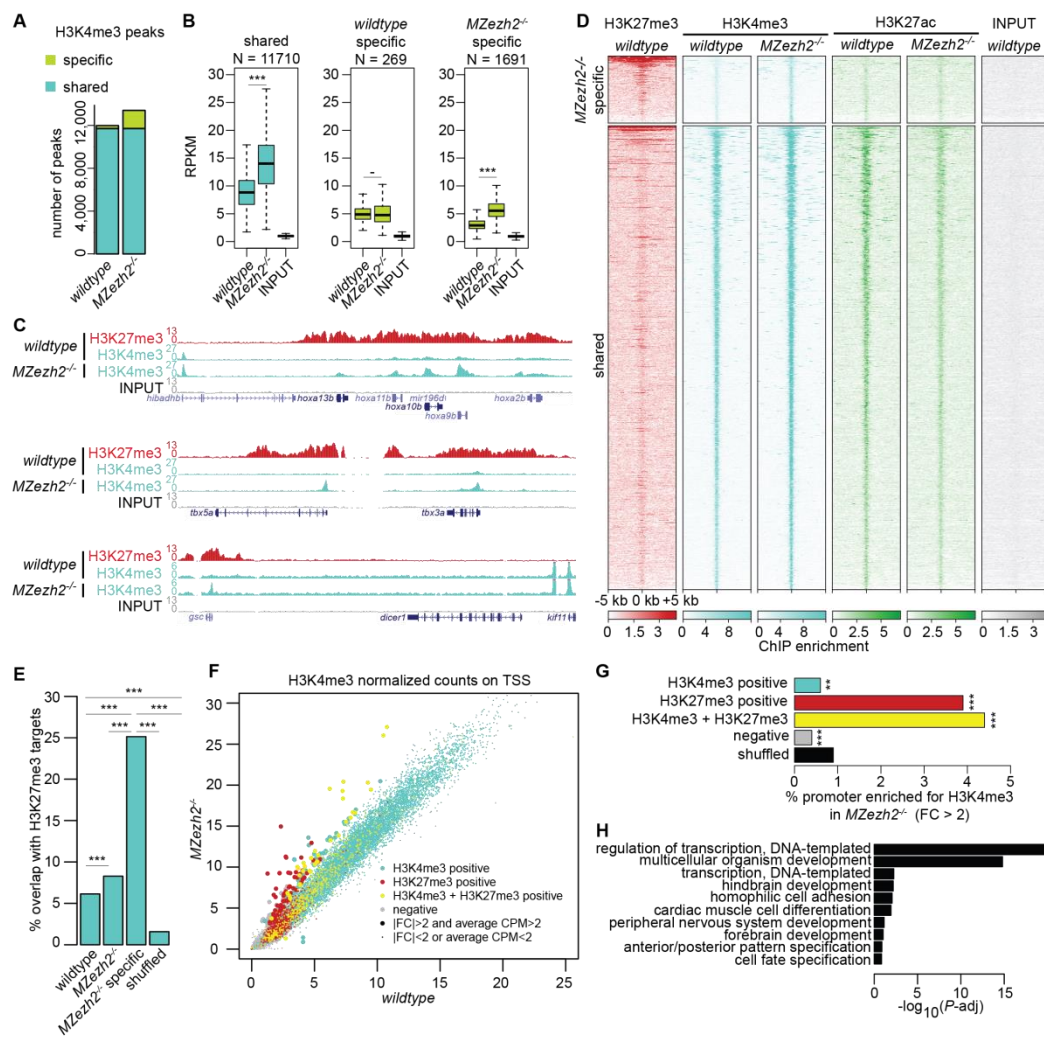 A
H3K4me3 peaks
specific
shared
number of peaks
12,000
8,000
4,000
0
wildtype
MZezh2-/-
B
shared
N = 11710
wildtype
specific
N = 269
MZezh2-/-
specific
N = 1691
RPKM
30
25
20
15
10
5
0
***
-
***
wildtype
MZezh2-/-
INPUT
wildtype
MZezh2-/-
INPUT
wildtype
MZezh2-/-
INPUT
C
wildtype
MZezh2-/-
H3K27me3 13 0
H3K4me3 27 0
H3K4me3 27 0
INPUT 13 0
hibadhb hoxa13b hoxa11b mir196di hoxa2b
hoxa10b
hoxa9b
wildtype
MZezh2-/-
H3K27me3 13 0
H3K4me3 27 0
H3K4me3 27 0
INPUT 13 0
tbx5a tbx3a
wildtype
MZezh2-/-
H3K27me3 13 0
H3K4me3 6 0
H3K4me3 6 0
INPUT 13 0
gsc dicer1 kif11
D
H3K27me3 H3K4me3 H3K27ac INPUT
wildtype wildtype MZezh2-/- wildtype MZezh2-/- wildtype
MZezh2-/-
specific
shared
-5 kb 0 kb +5 kb
0 1.5 3 4 8 4 8 0 2.5 5 0 2.5 5 0 1.5 3
ChIP enrichment
E
% overlap with H3K27me3 targets
30
25
20
15
10
5
0
***
*** ***
*** ***
***
wildtype
MZezh2-/-
MZezh2-/- specific
shuffled
F
H3K4me3 normalized counts on TSS
MZezh2-/-
30
25
20
15
10
5
0
H3K4me3 positive
H3K27me3 positive
H3K4me3 + H3K27me3 positive
negative
|FC|>2 and average CPM>2
|FC|<2 or average CPM<2
0 5 10 15 20 25
wildtype
G
H3K4me3 positive **
H3K27me3 positive ***
H3K4me3 + H3K27me3 ***
negative ***
shuffled
0 1 2 3 4 5
% promoter enriched for H3K4me3
in MZezh2-/- (FC > 2)
H
regulation of transcription, DNA-templated
multicellular organism development
transcription, DNA-templated
hindbrain development
homophilic cell adhesion
cardiac muscle cell differentiation
peripheral nervous system development
forebrain development
anterior/posterior pattern specification
cell fate specification
0 5 10 15
-log10(P-adj)